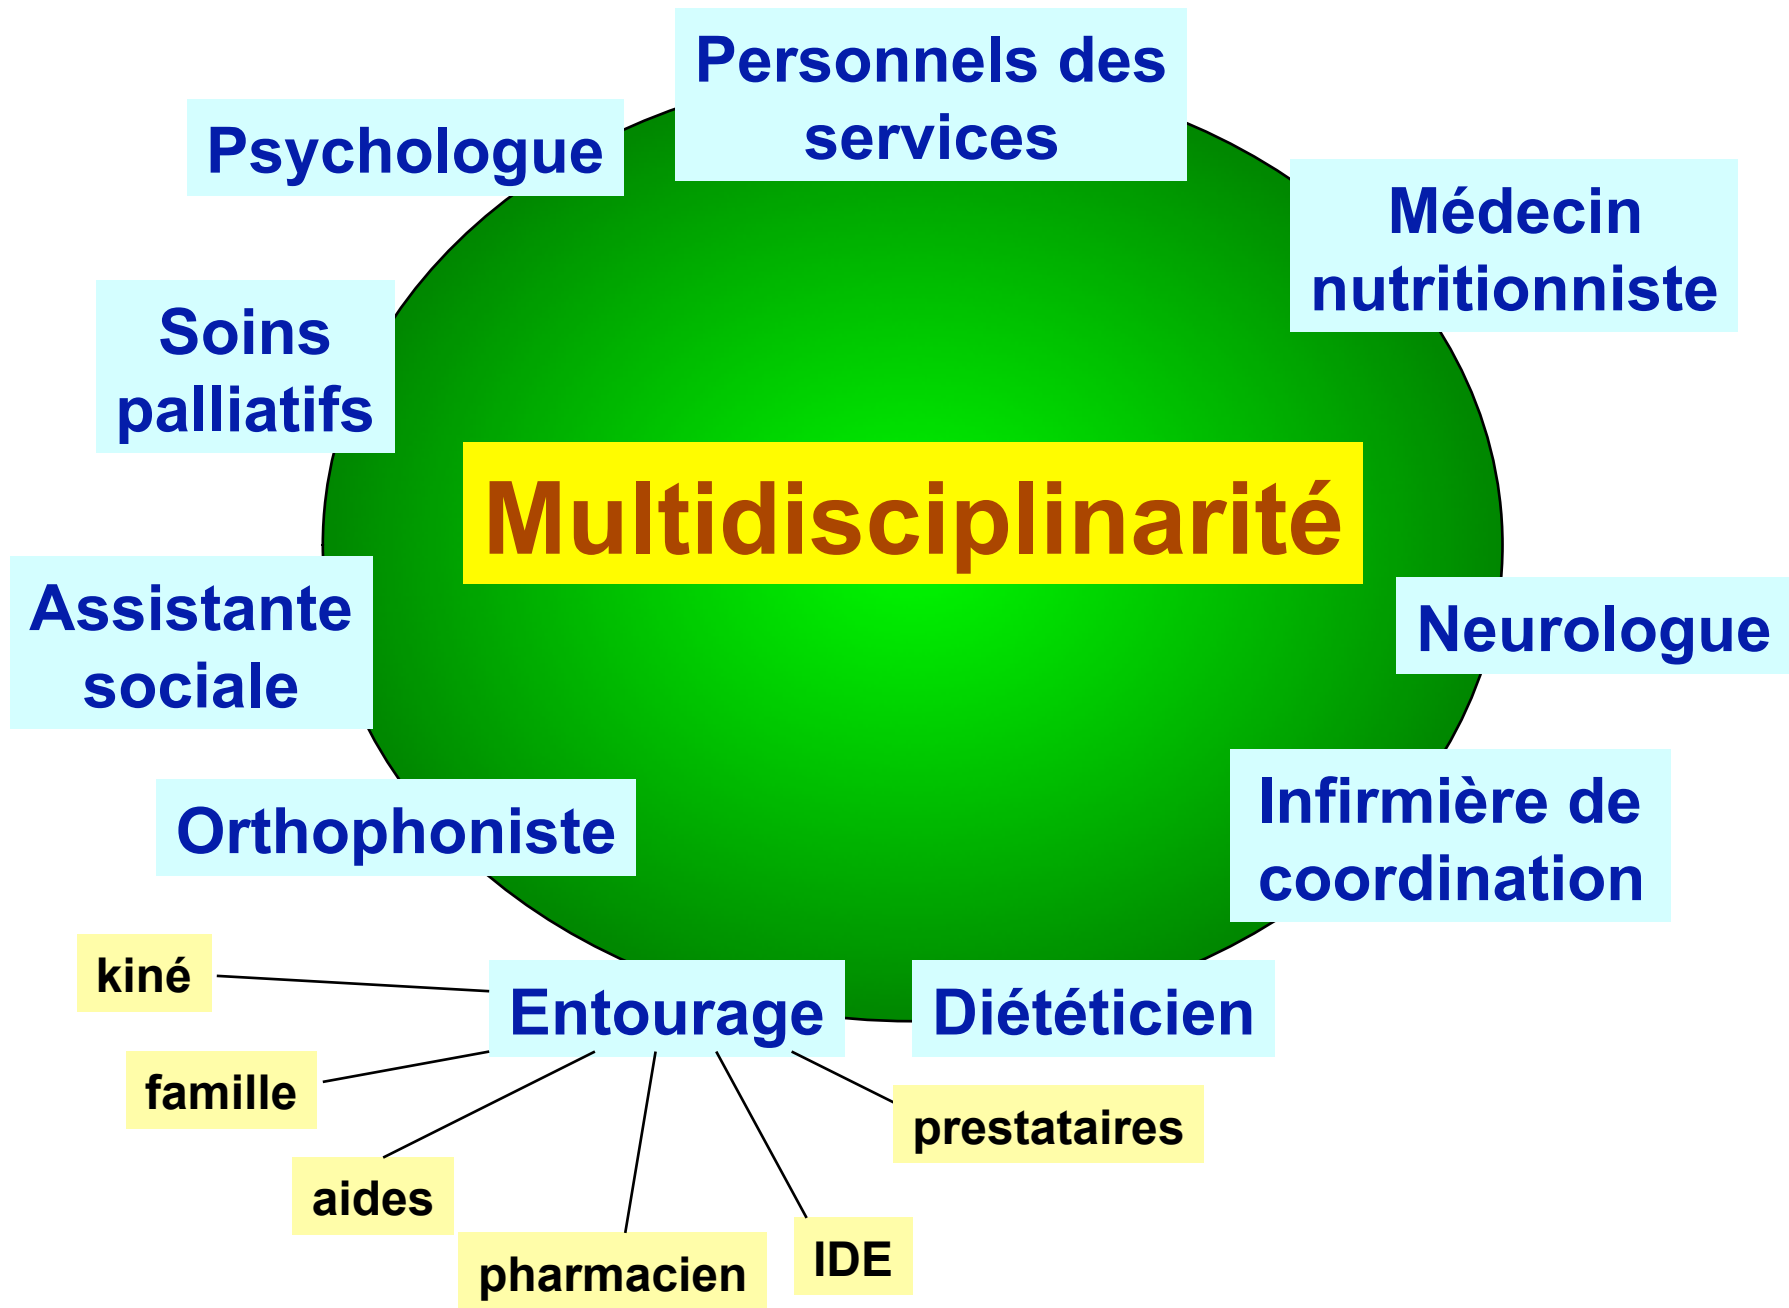 Personnels des
services
Psychologue
Médecin
nutritionniste
Soins
palliatifs
Multidisciplinarité
Assistante
sociale
Neurologue
Orthophoniste
Infirmière de
coordination
Entourage
Diététicien
kiné
famille
aides
pharmacien
IDE
prestataires